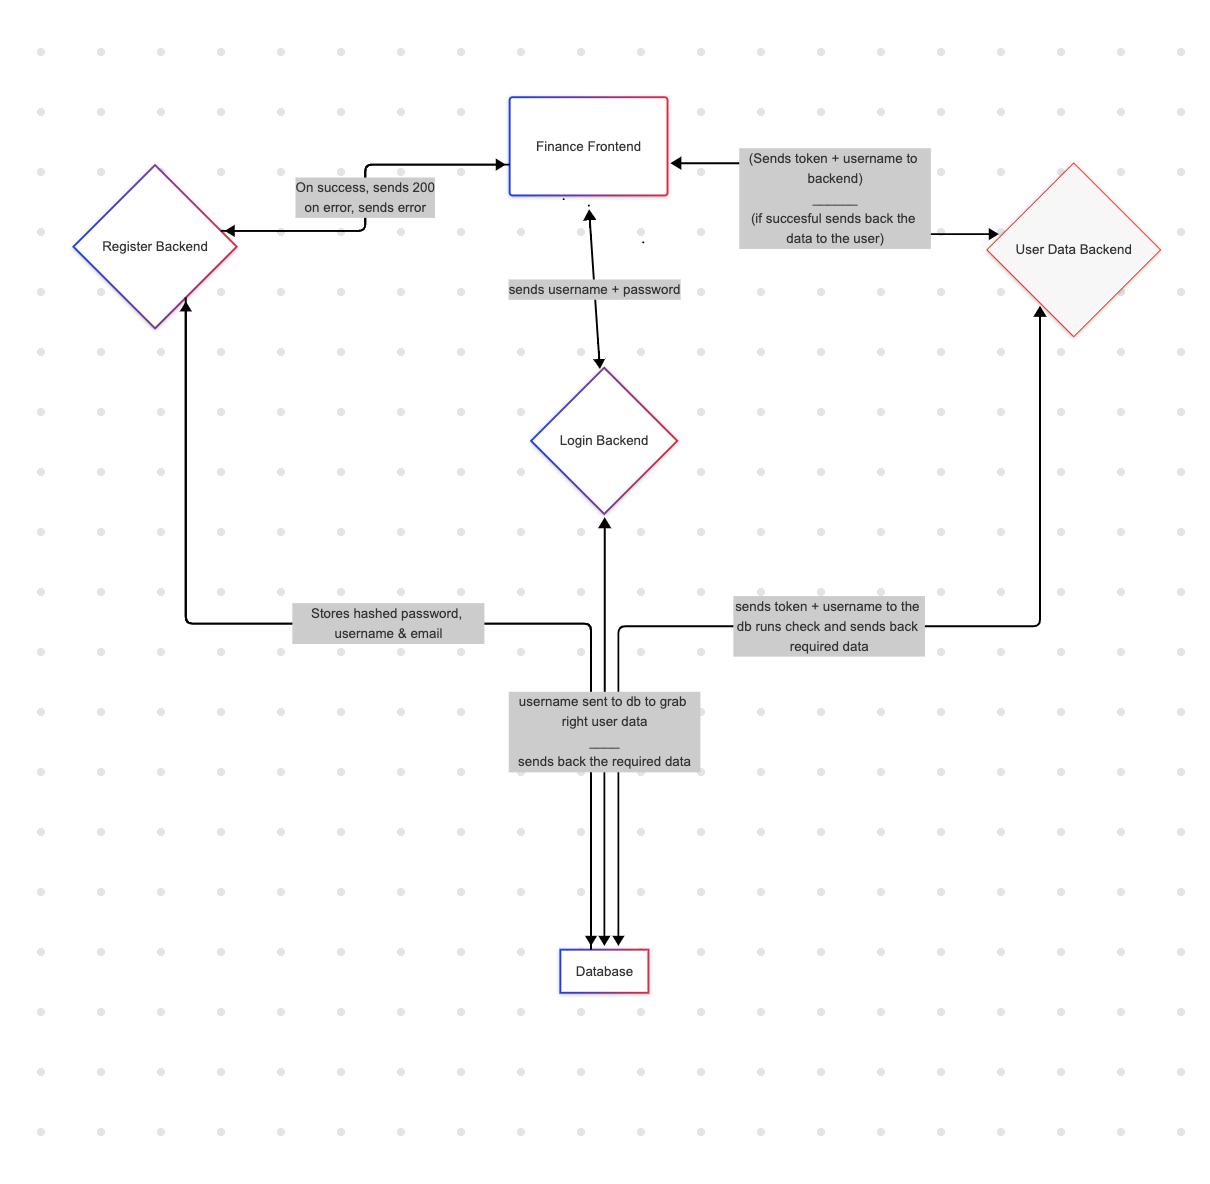 Finance Frontend
On success, sends 200
on error, sends error
(Sends token + username to
backend)
______
(if succesful sends back the
data to the user)
Register Backend
User Data Backend
sends username + password
Login Backend
Stores hashed password,
username & email
sends token + username to the
db runs check and sends back
required data
username sent to db to grab
right user data
____
sends back the required data
Database